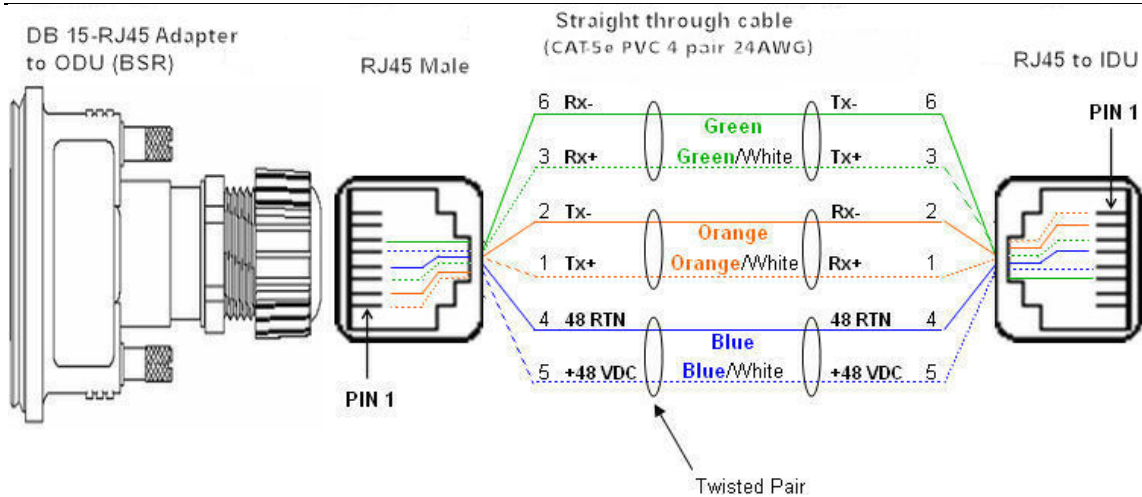 DB 15-RJ45 Adapter
to ODU (BSR)
RJ45 Male
Straight through cable
(CAT-5e PVC 4 pair 24AWG)
RJ45 to IDU
PIN 1
6 Rx- Tx- 6
Green
3 Rx+ Green/White Tx+ 3
2 Tx- Rx- 2
Orange
1 Tx+ Orange/White Rx+ 1
4 48 RTN 48 RTN 4
Blue
5 +48 VDC Blue/White +48 VDC 5
PIN 1
Twisted Pair